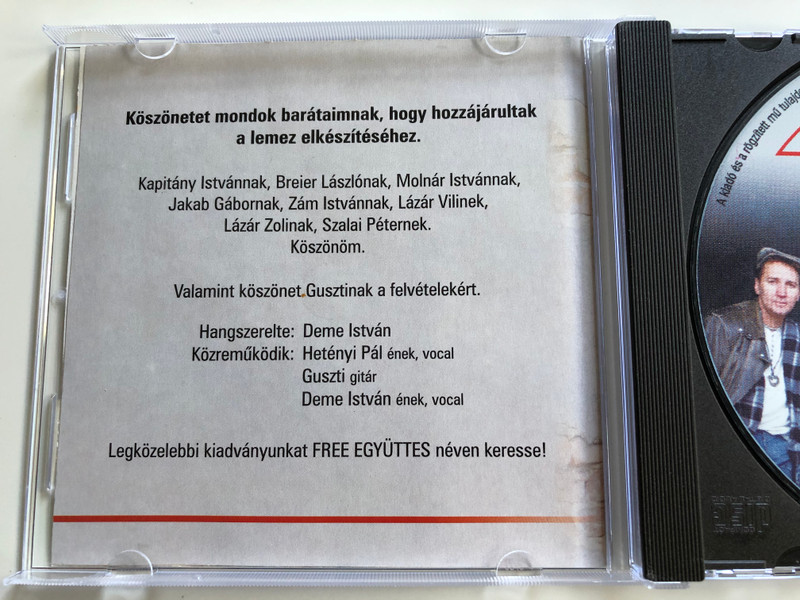 Köszönetet mondok barátaimnak, hogy hozzájárultak
a lemez elkészítéséhez.
Kapitány Istvánnak, Breier Lászlónak, Molnár Istvánnak,
Jakab Gábornak, Zám Istvánnak, Lázár Vilinek,
Lázár Zolinak, Szalai Péternek.
Köszönöm.
Valamint köszönet Gusztinak a felvételekért.
Hangszerelte: Deme István
Közreműködik: Hetényi Pál ének, vocal
Guszti gitár
Deme István ének, vocal
Legközelebbi kiadványunkat FREE EGYÜTTES néven keresse!
A kiadó és a rögzített mű